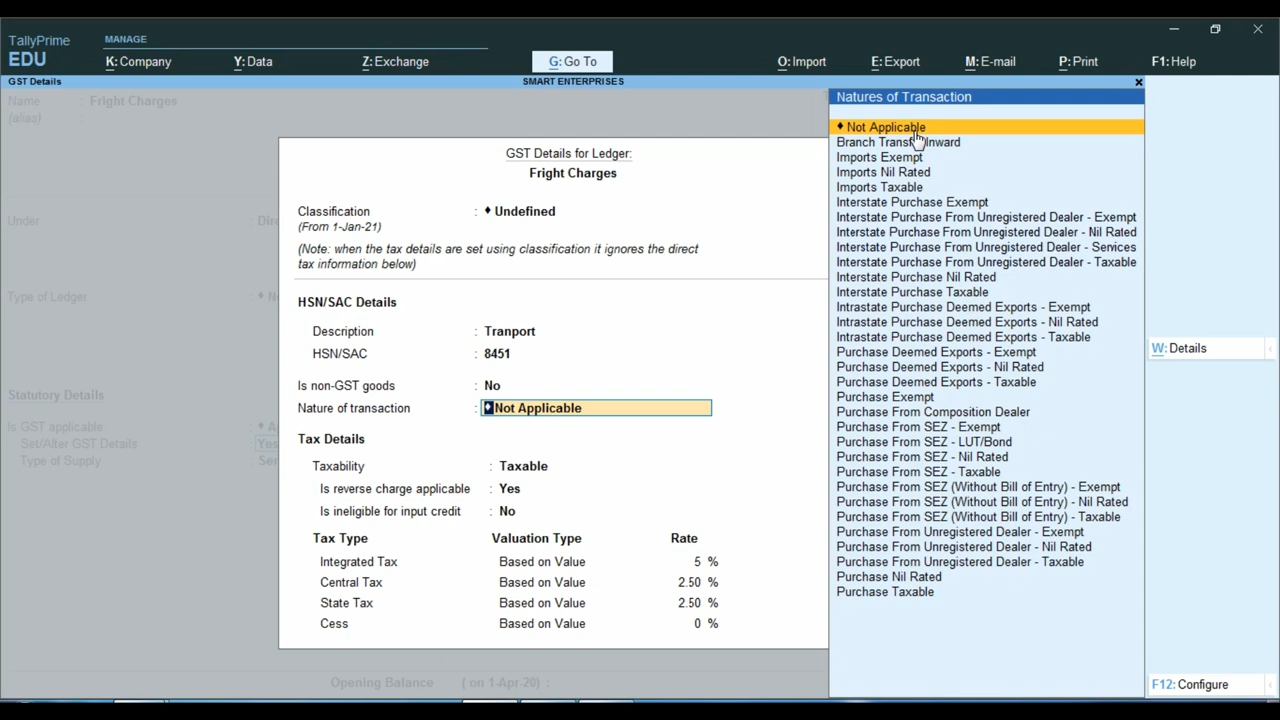 TallyPrime
EDU
MANAGE
K: Company
Y: Data
Z: Exchange
G: Go To
O: Import
E: Export
M: E-mail
P: Print
F1: Help
GST Details
SMART ENTERPRISES
Name : Fright Charges
(alias) :
Under
Type of Ledger
Statutory Details
Is GST applicable
Set/Alter GST Details
Type of Supply
GST Details for Ledger:
Fright Charges
Classification : ♦ Undefined
(From 1-Jan-21)
(Note: when the tax details are set using classification it ignores the direct
tax information below)
HSN/SAC Details
Description : Tranport
HSN/SAC : 8451
Is non-GST goods : No
Nature of transaction : ♦ Not Applicable
Tax Details
Taxability : Taxable
Is reverse charge applicable : Yes
Is ineligible for input credit : No
Tax Type Valuation Type Rate
Integrated Tax Based on Value 5 %
Central Tax Based on Value 2.50 %
State Tax Based on Value 2.50 %
Cess Based on Value 0 %
Opening Balance ( on 1-Apr-20) :
Natures of Transaction
♦ Not Applicable
Branch Transfer Inward
Imports Exempt
Imports Nil Rated
Imports Taxable
Interstate Purchase Exempt
Interstate Purchase From Unregistered Dealer - Exempt
Interstate Purchase From Unregistered Dealer - Nil Rated
Interstate Purchase From Unregistered Dealer - Services
Interstate Purchase From Unregistered Dealer - Taxable
Interstate Purchase Nil Rated
Interstate Purchase Taxable
Intrastate Purchase Deemed Exports - Exempt
Intrastate Purchase Deemed Exports - Nil Rated
Intrastate Purchase Deemed Exports - Taxable
Purchase Deemed Exports - Exempt
Purchase Deemed Exports - Nil Rated
Purchase Deemed Exports - Taxable
Purchase Exempt
Purchase From Composition Dealer
Purchase From SEZ - Exempt
Purchase From SEZ - LUT/Bond
Purchase From SEZ - Nil Rated
Purchase From SEZ - Taxable
Purchase From SEZ (Without Bill of Entry) - Exempt
Purchase From SEZ (Without Bill of Entry) - Nil Rated
Purchase From SEZ (Without Bill of Entry) - Taxable
Purchase From Unregistered Dealer - Exempt
Purchase From Unregistered Dealer - Nil Rated
Purchase From Unregistered Dealer - Taxable
Purchase Nil Rated
Purchase Taxable
W: Details
F12: Configure